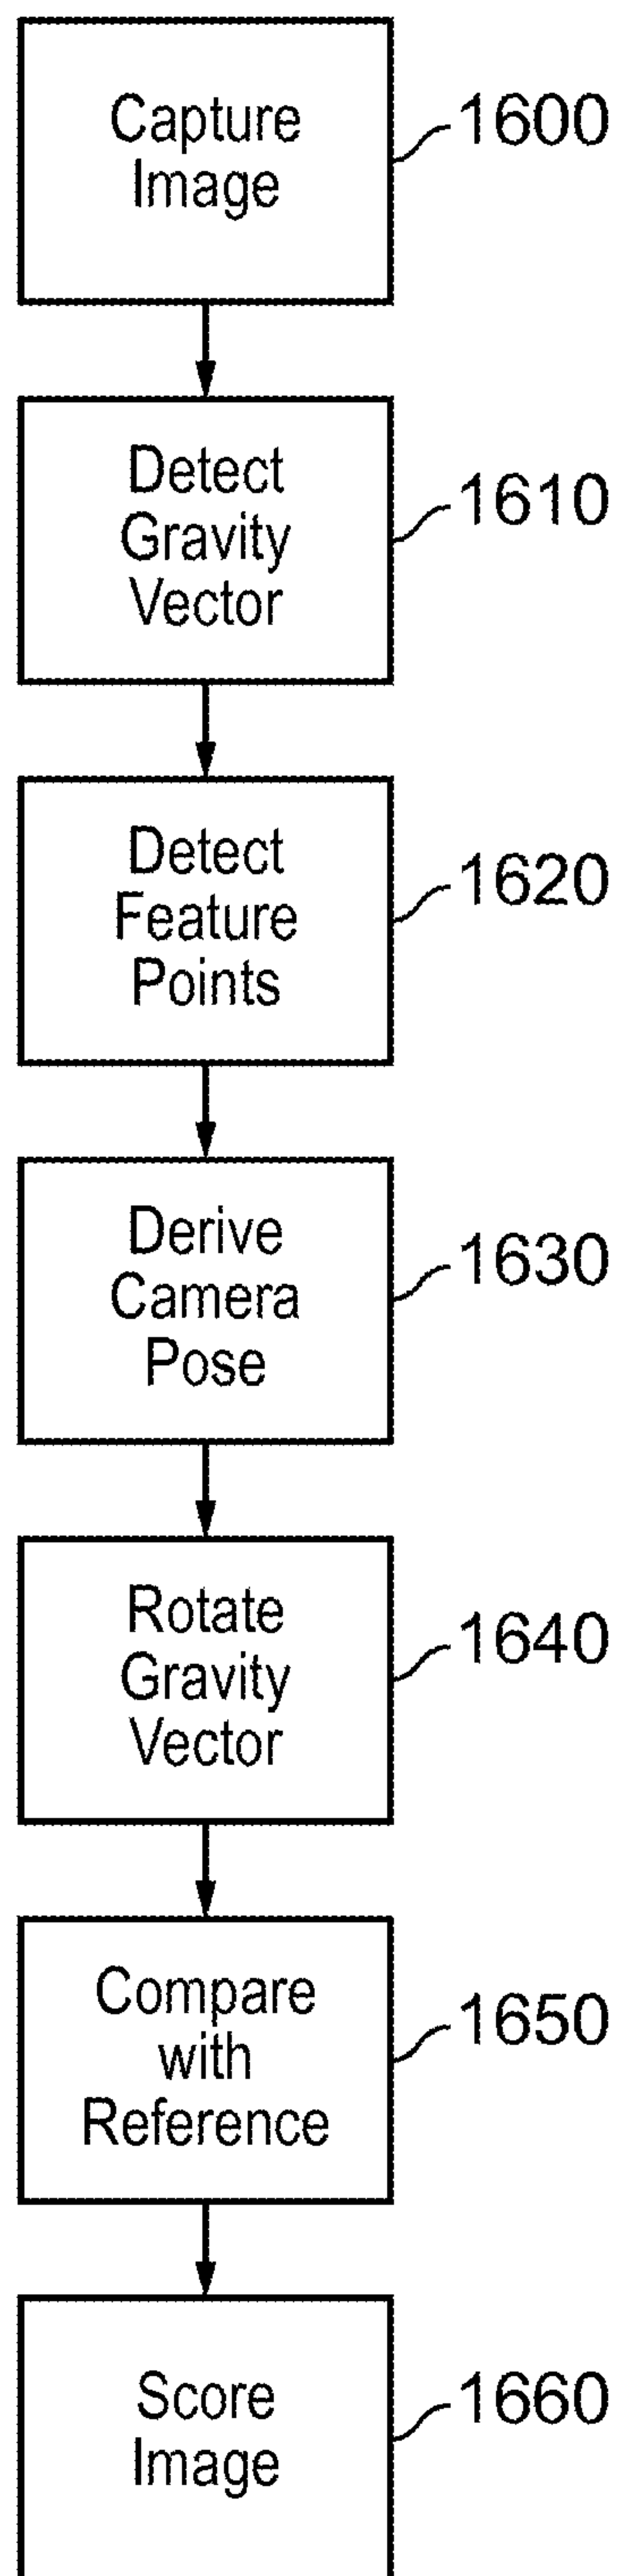 Capture
Image
1600
Detect
Gravity
Vector
1610
Detect
Feature
Points
1620
Derive
Camera
Pose
1630
Rotate
Gravity
Vector
1640
Compare
with
Reference
1650
Score
Image
1660